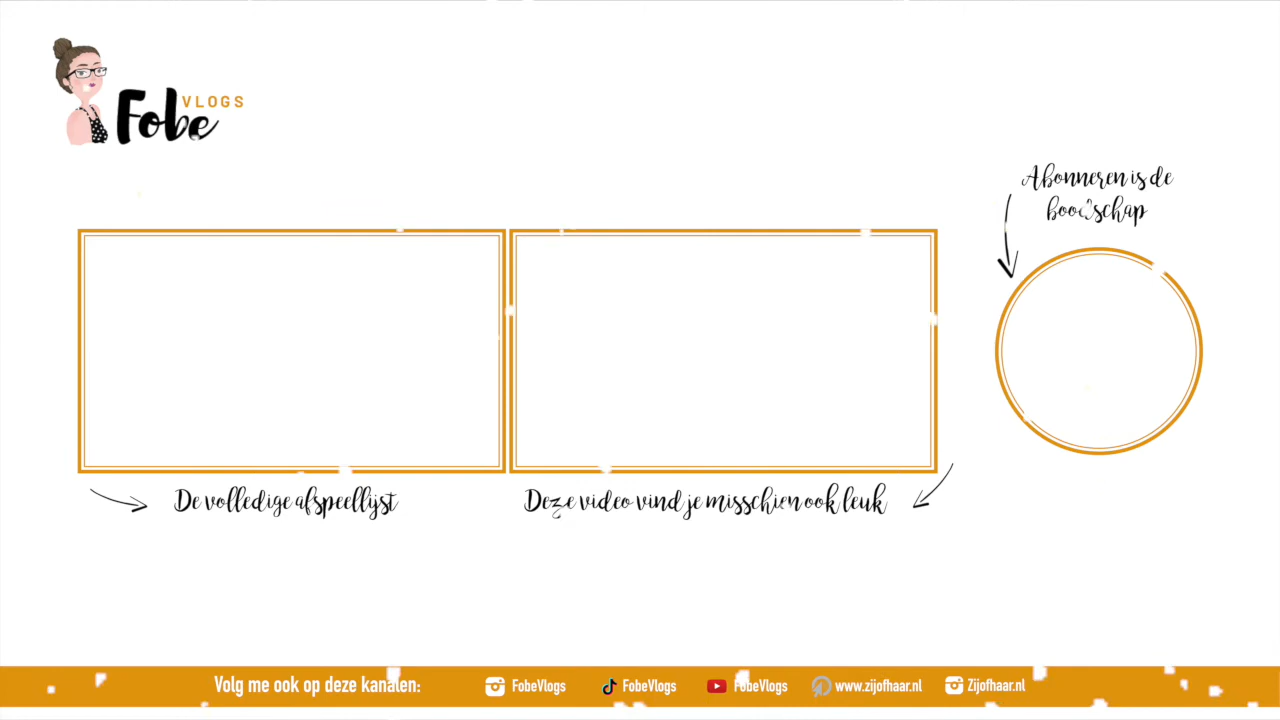 VLOGS
Fobe
Abonneren is de
boodschap
De volledige afspeellijst
Deze video vind je misschien ook leuk
Volg me ook op deze kanalen: FobeVlogs FobeVlogs FobeVlogs www.zijofhaar.nl Zijofhaar.nl